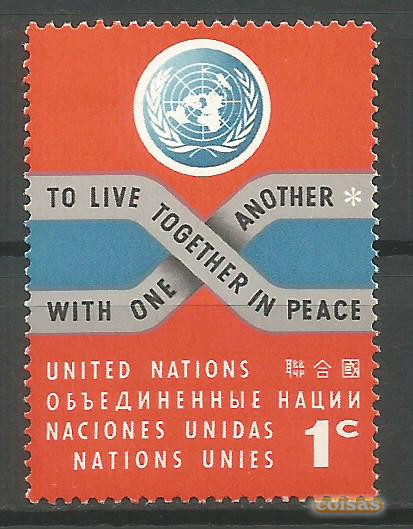 TO LIVE TOGETHER IN PEACE
WITH ONE ANOTHER *
UNITED NATIONS 聯合國
ОБЪЕДИНЕННЫЕ НАЦИИ
NACIONES UNIDAS
NATIONS UNIES
1c
coisas